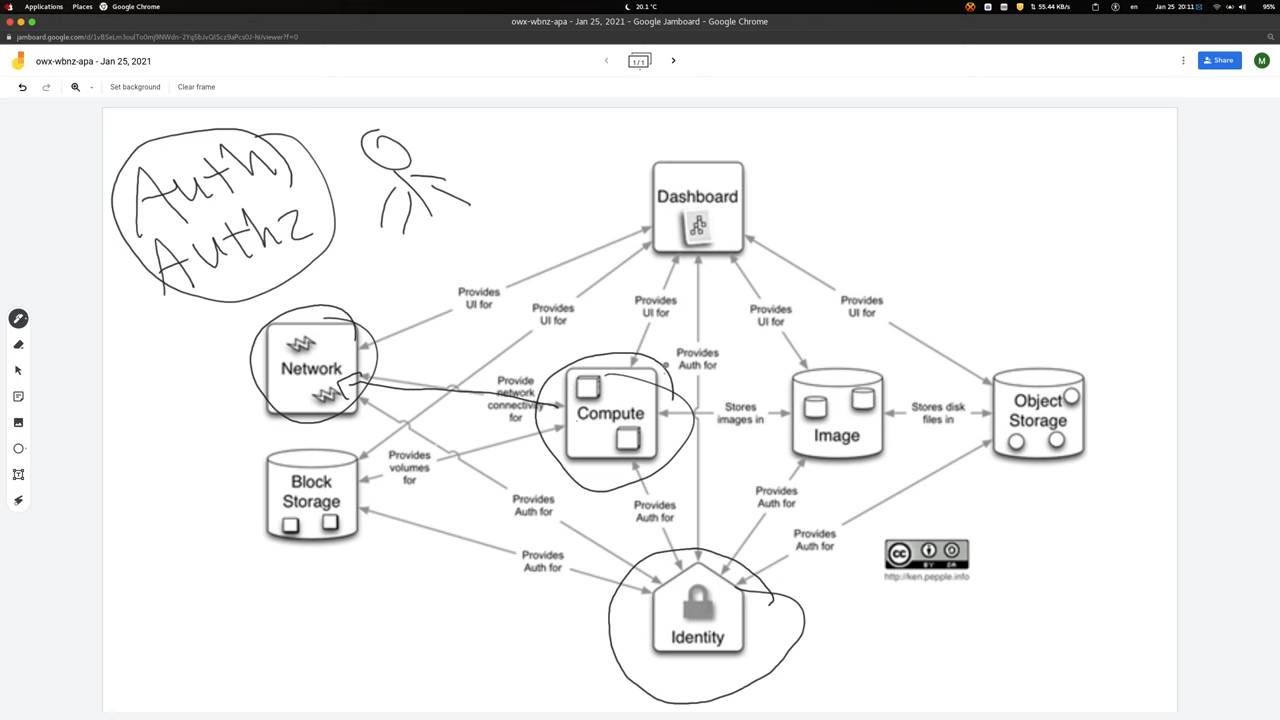 Applications Places Google Chrome 20.1 °C 55.44 KB/s en Jan 25 20:11 95%
owx-wbnz-apa - Jan 25, 2021 - Google Jamboard - Google Chrome
owx-wbnz-apa - Jan 25, 2021
1 / 1
Share
M
Set background
Clear frame
Auth
Authz
Dashboard
Provides
UI for
Provides
UI for
Provides
UI for
Provides
UI for
Provides
UI for
Network
Provide
network
connectivity
for
Provides
Auth for
Compute
Stores
images in
Image
Stores disk
files in
Object
Storage
Block
Storage
Provides
volumes
for
Provides
Auth for
Provides
Auth for
Provides
Auth for
Provides
Auth for
Provides
Auth for
Identity
cc
BY SA
http://ken.pepple.info